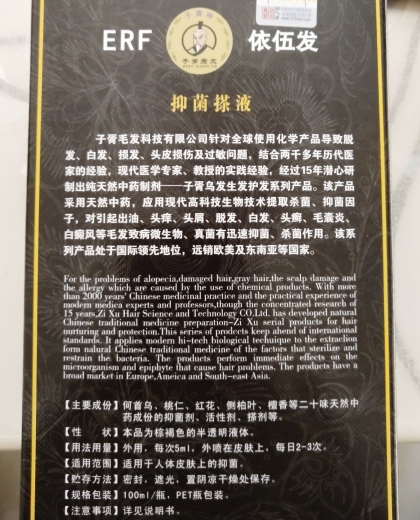 ERF 依伍发
抑菌搽液
子胥毛发科技有限公司针对全球使用化学产品导致脱
发、白发、损发、头皮损伤及过敏问题，结合两千多年历代医
家的经验，现代医学专家、教授的实践经验，经过15年潜心研
制出纯天然中药制剂——子胥乌发生发护发系列产品。该产品
采用天然中药，应用现代高科技生物技术提取杀菌、抑菌因
子，对引起出油、头痒、头屑、脱发、白发、头癣、毛囊炎、
白癜风等毛发致病微生物、真菌有迅速抑菌、杀菌作用。该系
列产品处于国际领先地位，远销欧美及东南亚等国家。
For the problems of alopecia,damaged hair,gray hair,the scalp damage and
the allergy which are caused by the use of chemical products. With more
than 2000 years' Chinese medicinal practice and the practical experience of
modern medica experts and professors,though the concentrated research of
15 years,Zi Xu Hair Science and Technology CO.Ltd. has developed natural
Chinese traditional medicine preparation-Zi Xu serial products for hair
nurturing and protection.This series of prodcts keep ahend of international
standards. It applies modern hi-tech biological technique to the extraction
form natural Chinese traditional medicine of the factors that sterilise and
restrain the bacteria. The products perform immediate effects on the
microorganism and epiphyte that cause hair problems. The products have a
broad market in Europe,Ameica and South-east Asia.
【主要成份】何首乌、桃仁、红花、侧柏叶、檀香等二十味天然中
药成份的抑菌剂、活性剂、搽剂等。
【性 状】本品为棕褐色的半透明液体。
【用法用量】外用，每次5ml，外喷在皮肤上，每日2-3次。
【适用范围】适用于人体皮肤上的抑菌。
【贮存方法】密封，遮光，置阴凉干燥处保存。
【规格包装】100ml/瓶，PET瓶包装。
【注意事项】详见说明书。